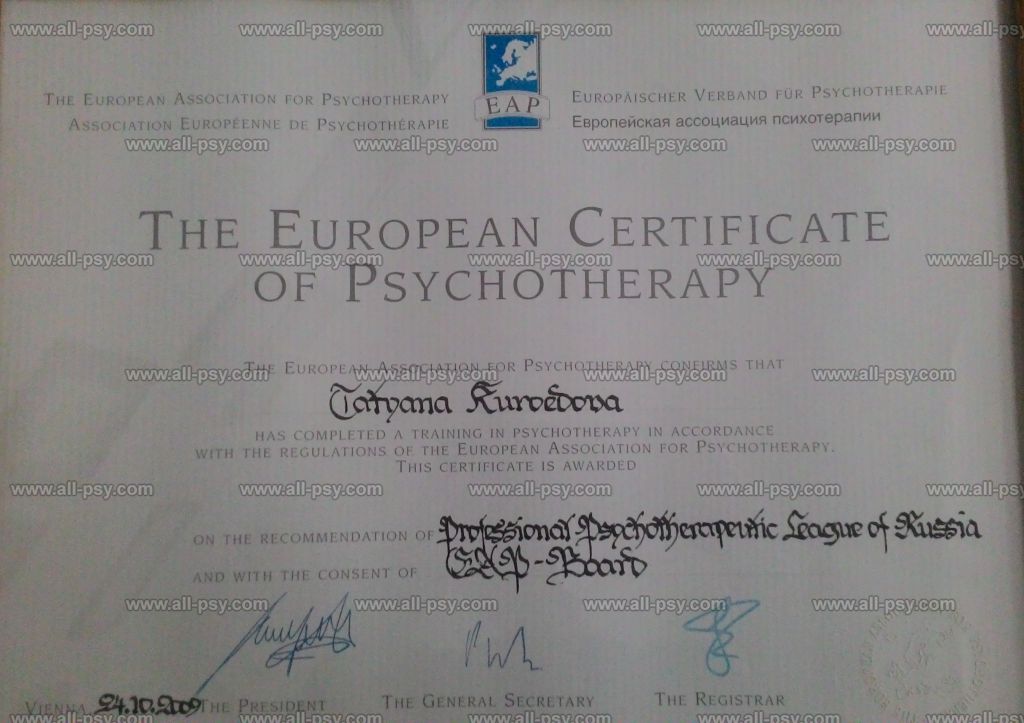 The European Association for Psychotherapy
Association Européenne de Psychothérapie
EAP
Europäischer Verband für Psychotherapie
Европейская ассоциация психотерапии
The European Certificate
of Psychotherapy
The European Association for Psychotherapy confirms that
Tatyana Kuroedova
has completed a training in psychotherapy in accordance
with the regulations of the European Association for Psychotherapy.
This certificate is awarded
on the recommendation of Professional Psychotherapeutic League of Russia
and with the consent of EAP-Board
Vienna, 24.10.2009 The President The General Secretary The Registrar
www.all-psy.com